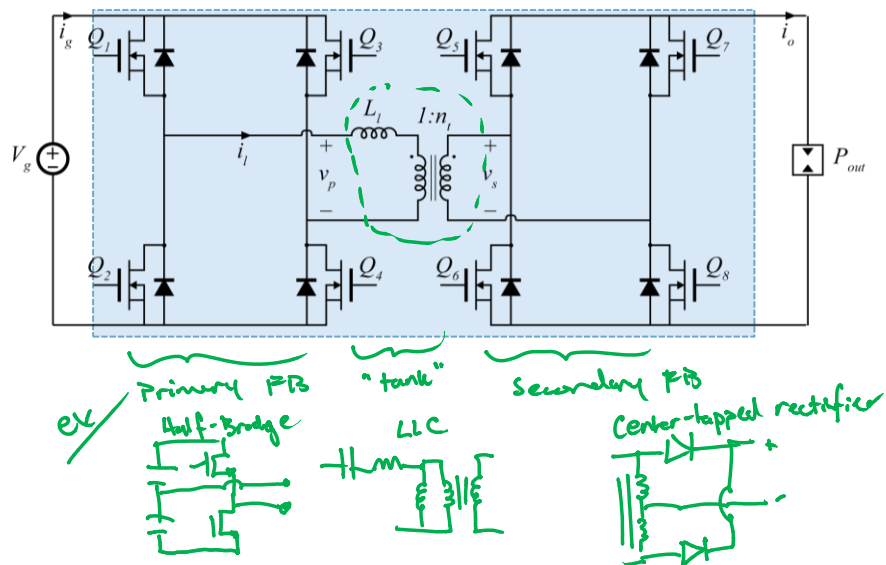 i_g Q_1 Q_3 Q_5 Q_7 i_o
L_l 1:n_t
V_g i_l + v_p − + v_s − P_out
Q_2 Q_4 Q_6 Q_8
Primary FB "tank" Secondary FB
ex/ Half-Bridge LLC Center-tapped rectifier
+
-